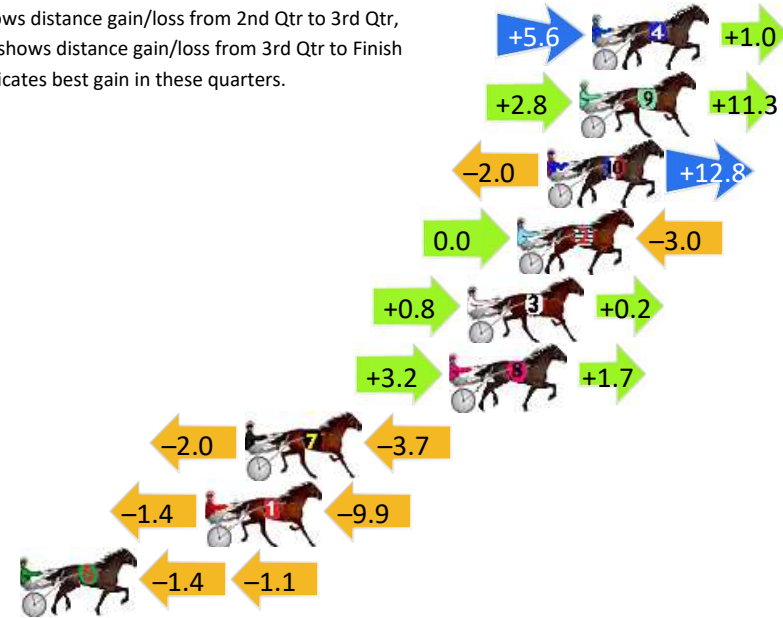 ws distance gain/loss from 2nd Qtr to 3rd Qtr,
shows distance gain/loss from 3rd Qtr to Finish
icates best gain in these quarters.
+5.6 4 +1.0
+2.8 9 +11.3
–2.0 10 +12.8
0.0 –3.0
+0.8 3 +0.2
+3.2 8 +1.7
–2.0 7 –3.7
–1.4 1 –9.9
–1.4 –1.1